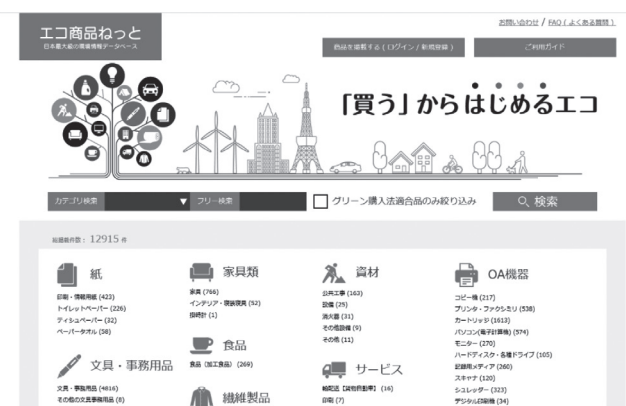 お問い合わせ / FAQ(よくある質問)
エコ商品ねっと
日本最大級の環境情報データベース
商品を掲載する(ログイン / 新規登録)
ご利用ガイド
「買う」からはじめるエコ
カテゴリ検索 ▼ フリー検索 グリーン購入法適合品のみ絞り込み 検索
総掲載件数: 12915 件
紙
印刷・情報用紙 (423)
トイレットペーパー (226)
ティシュペーパー (32)
ペーパータオル (58)
文具・事務用品
文具・事務用品 (4616)
その他の文具事務用品 (8)
家具類
家具 (766)
インテリア・寝装寝具 (52)
掛時計 (1)
食品
食品(加工食品) (269)
繊維製品
資材
公共工事 (163)
設備 (25)
消火器 (31)
その他設備 (9)
その他 (11)
サービス
輸配送【貨物自動車】 (16)
印刷 (7)
OA機器
コピー機 (217)
プリンタ・ファクシミリ (538)
カートリッジ (1613)
パソコン(電子計算機) (574)
モニター (270)
ハードディスク・各種ドライブ (105)
記録用メディア (260)
スキャナ (120)
シュレッダー (323)
デジタル印刷機 (34)